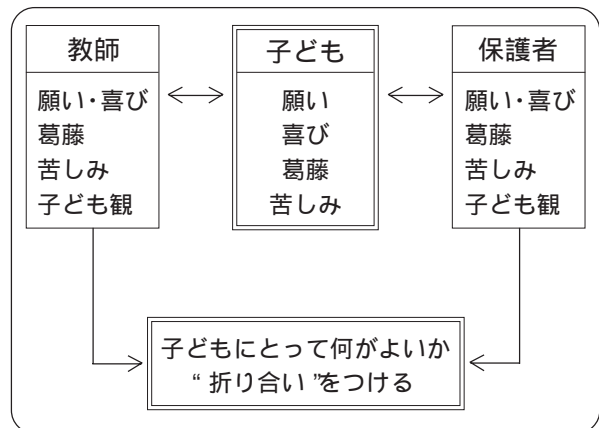 教師
願い・喜び
葛藤
苦しみ
子ども観
子ども
願い
喜び
葛藤
苦しみ
保護者
願い・喜び
葛藤
苦しみ
子ども観
子どもにとって何がよいか
“折り合い”をつける